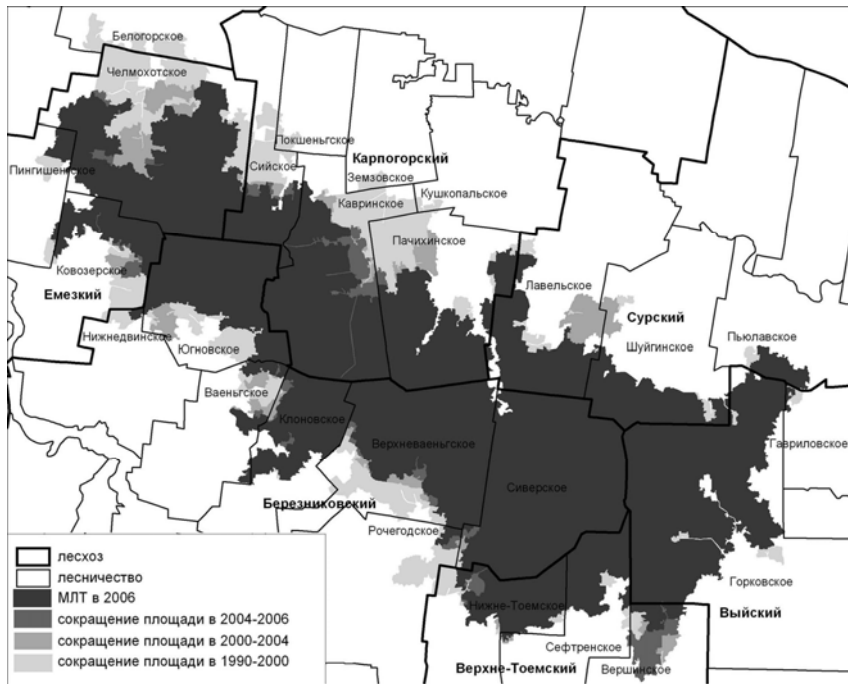 Белогорское
Челмохотское
Покшеньгское
Карпогорский
Пингишенское
Сийское
Земзовское
Кушкопальское
Кавринское
Пачихинское
Ковозерское
Лавельское
Емезкий
Сурский
Пьюлавское
Нижнедвинское
Югновское
Шуйгинское
Ваеньгское
Клоновское
Верхневаеньгское
Гавриловское
Сиверское
Березниковский
Рочегодское
Горковское
Нижне-Тоемское
Выйский
Сефтренское
Верхне-Тоемский
Вершинское
лесхоз
лесничество
МЛТ в 2006
сокращение площади в 2004-2006
сокращение площади в 2000-2004
сокращение площади в 1990-2000